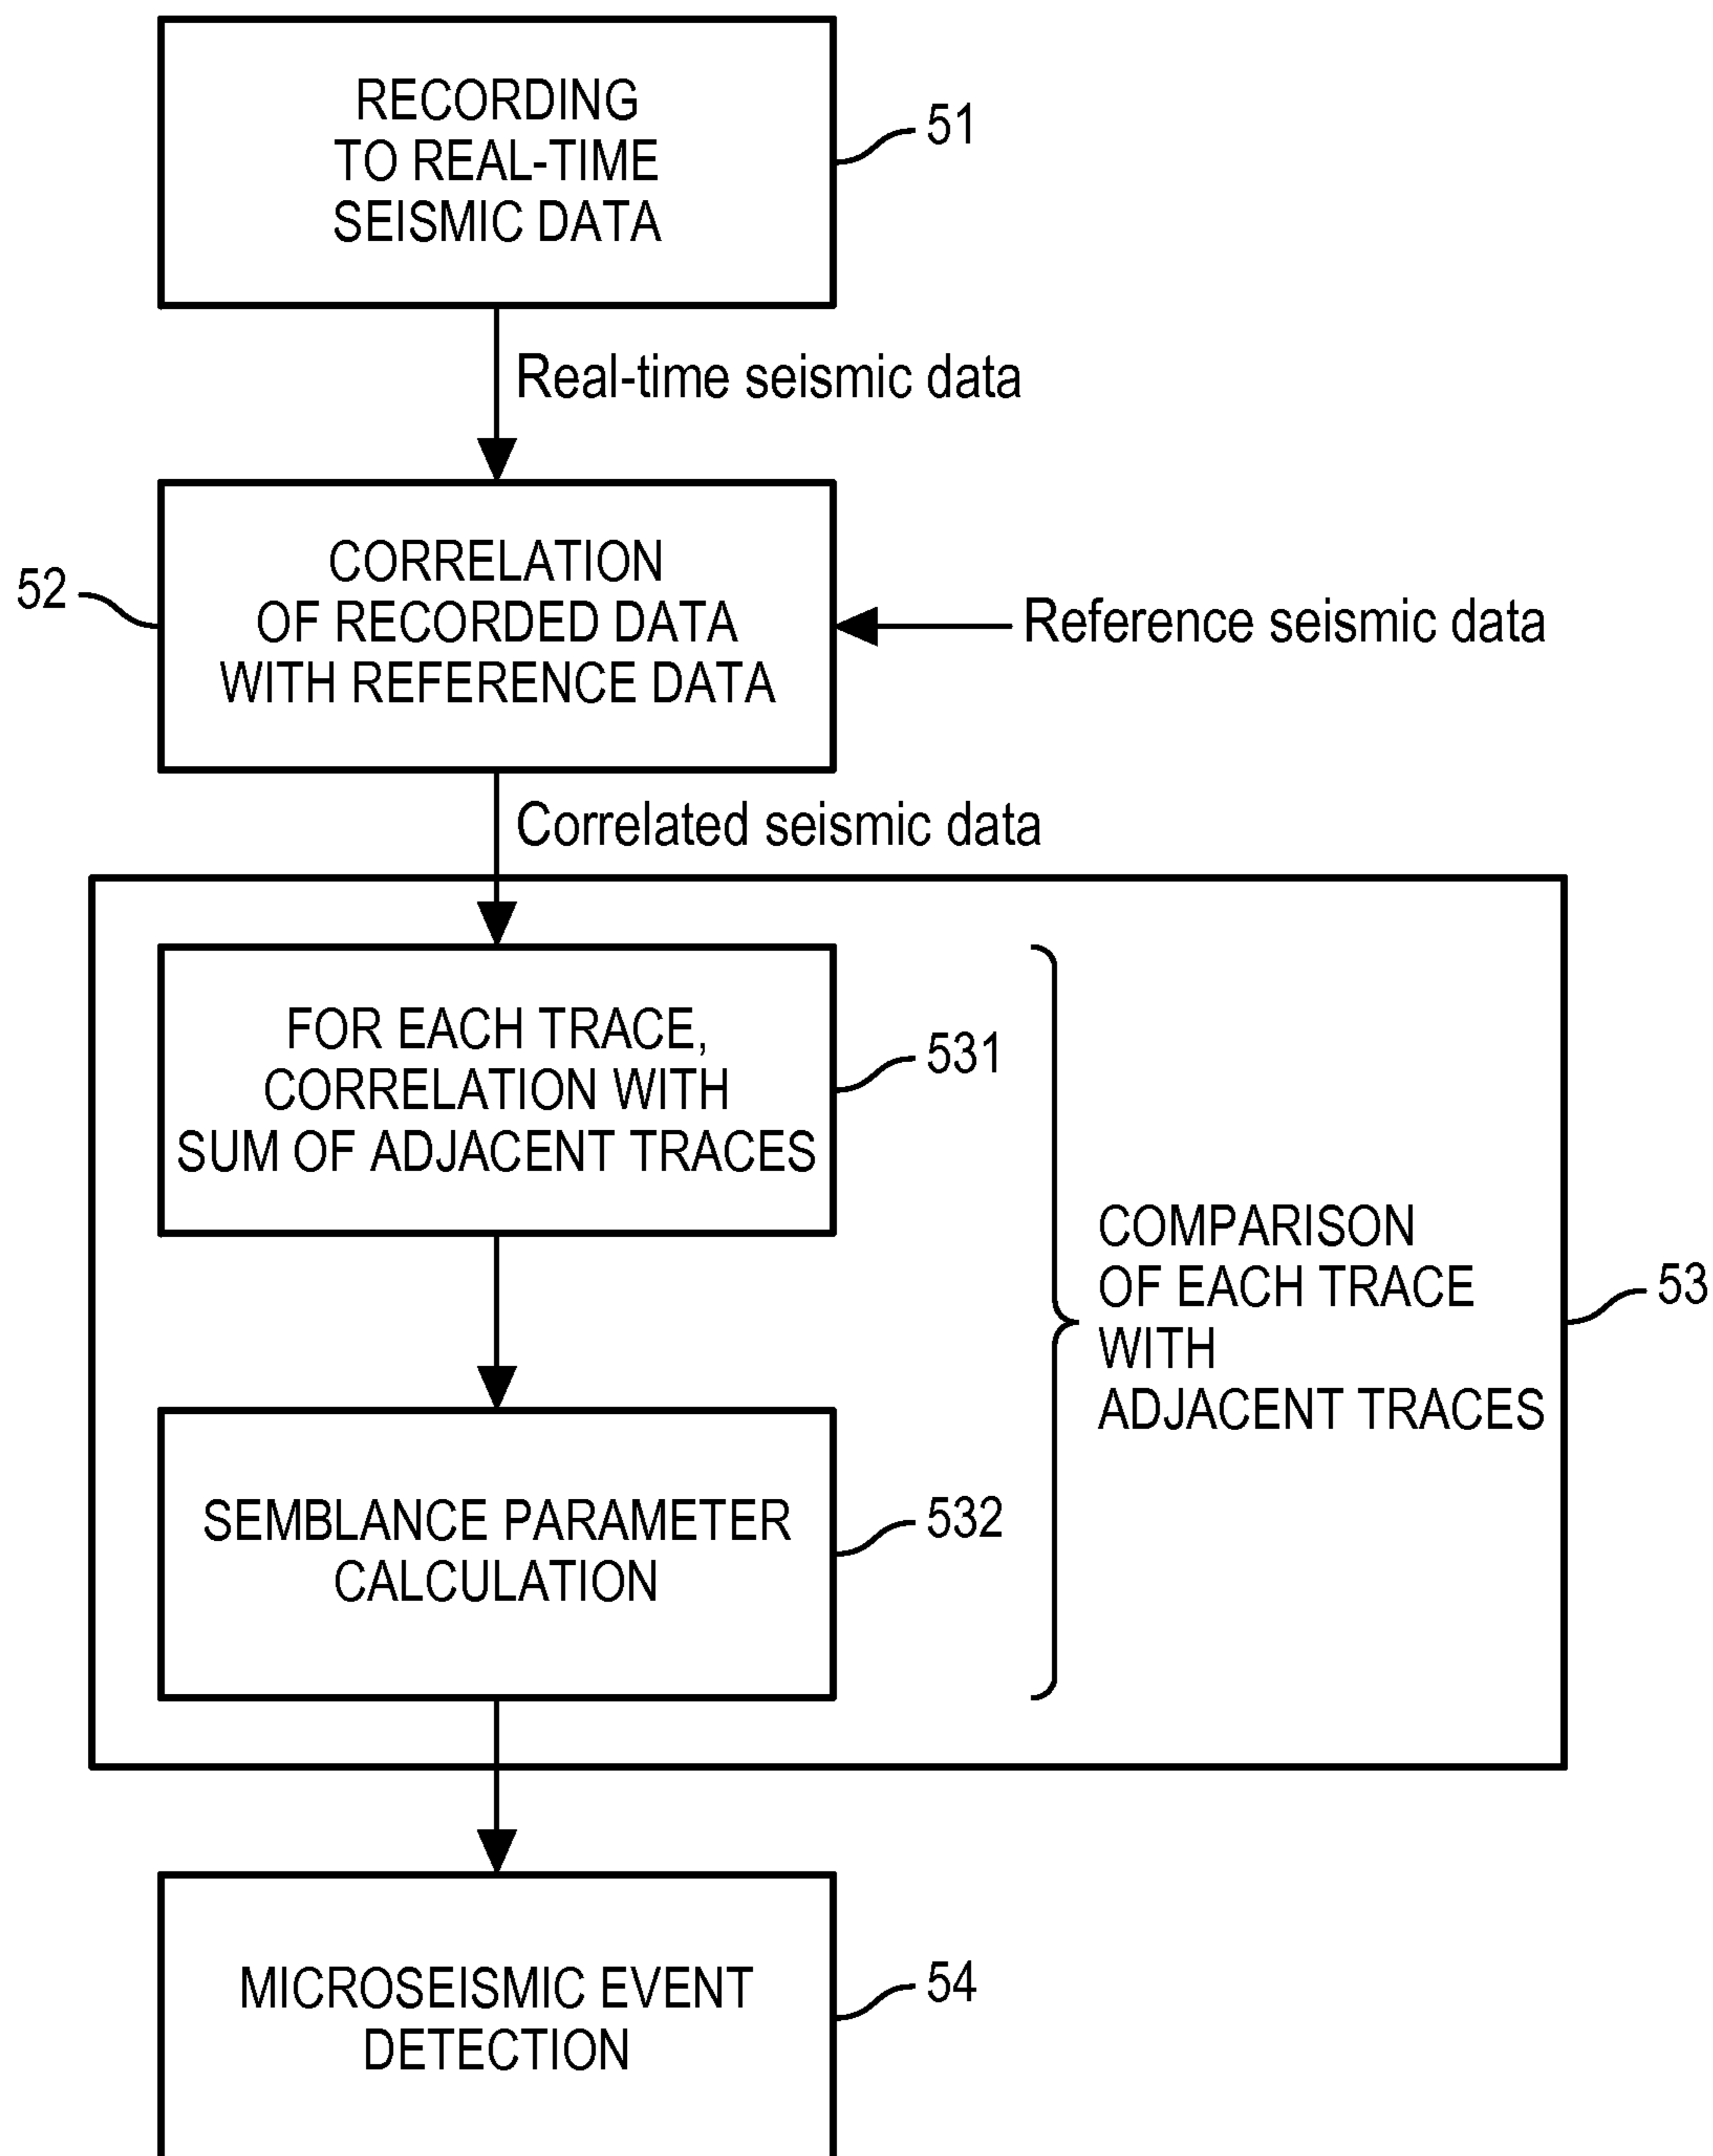 RECORDING
TO REAL-TIME
SEISMIC DATA
51
Real-time seismic data
52
CORRELATION
OF RECORDED DATA
WITH REFERENCE DATA
Reference seismic data
Correlated seismic data
FOR EACH TRACE,
CORRELATION WITH
SUM OF ADJACENT TRACES
531
COMPARISON
OF EACH TRACE
WITH
ADJACENT TRACES
53
SEMBLANCE PARAMETER
CALCULATION
532
MICROSEISMIC EVENT
DETECTION
54